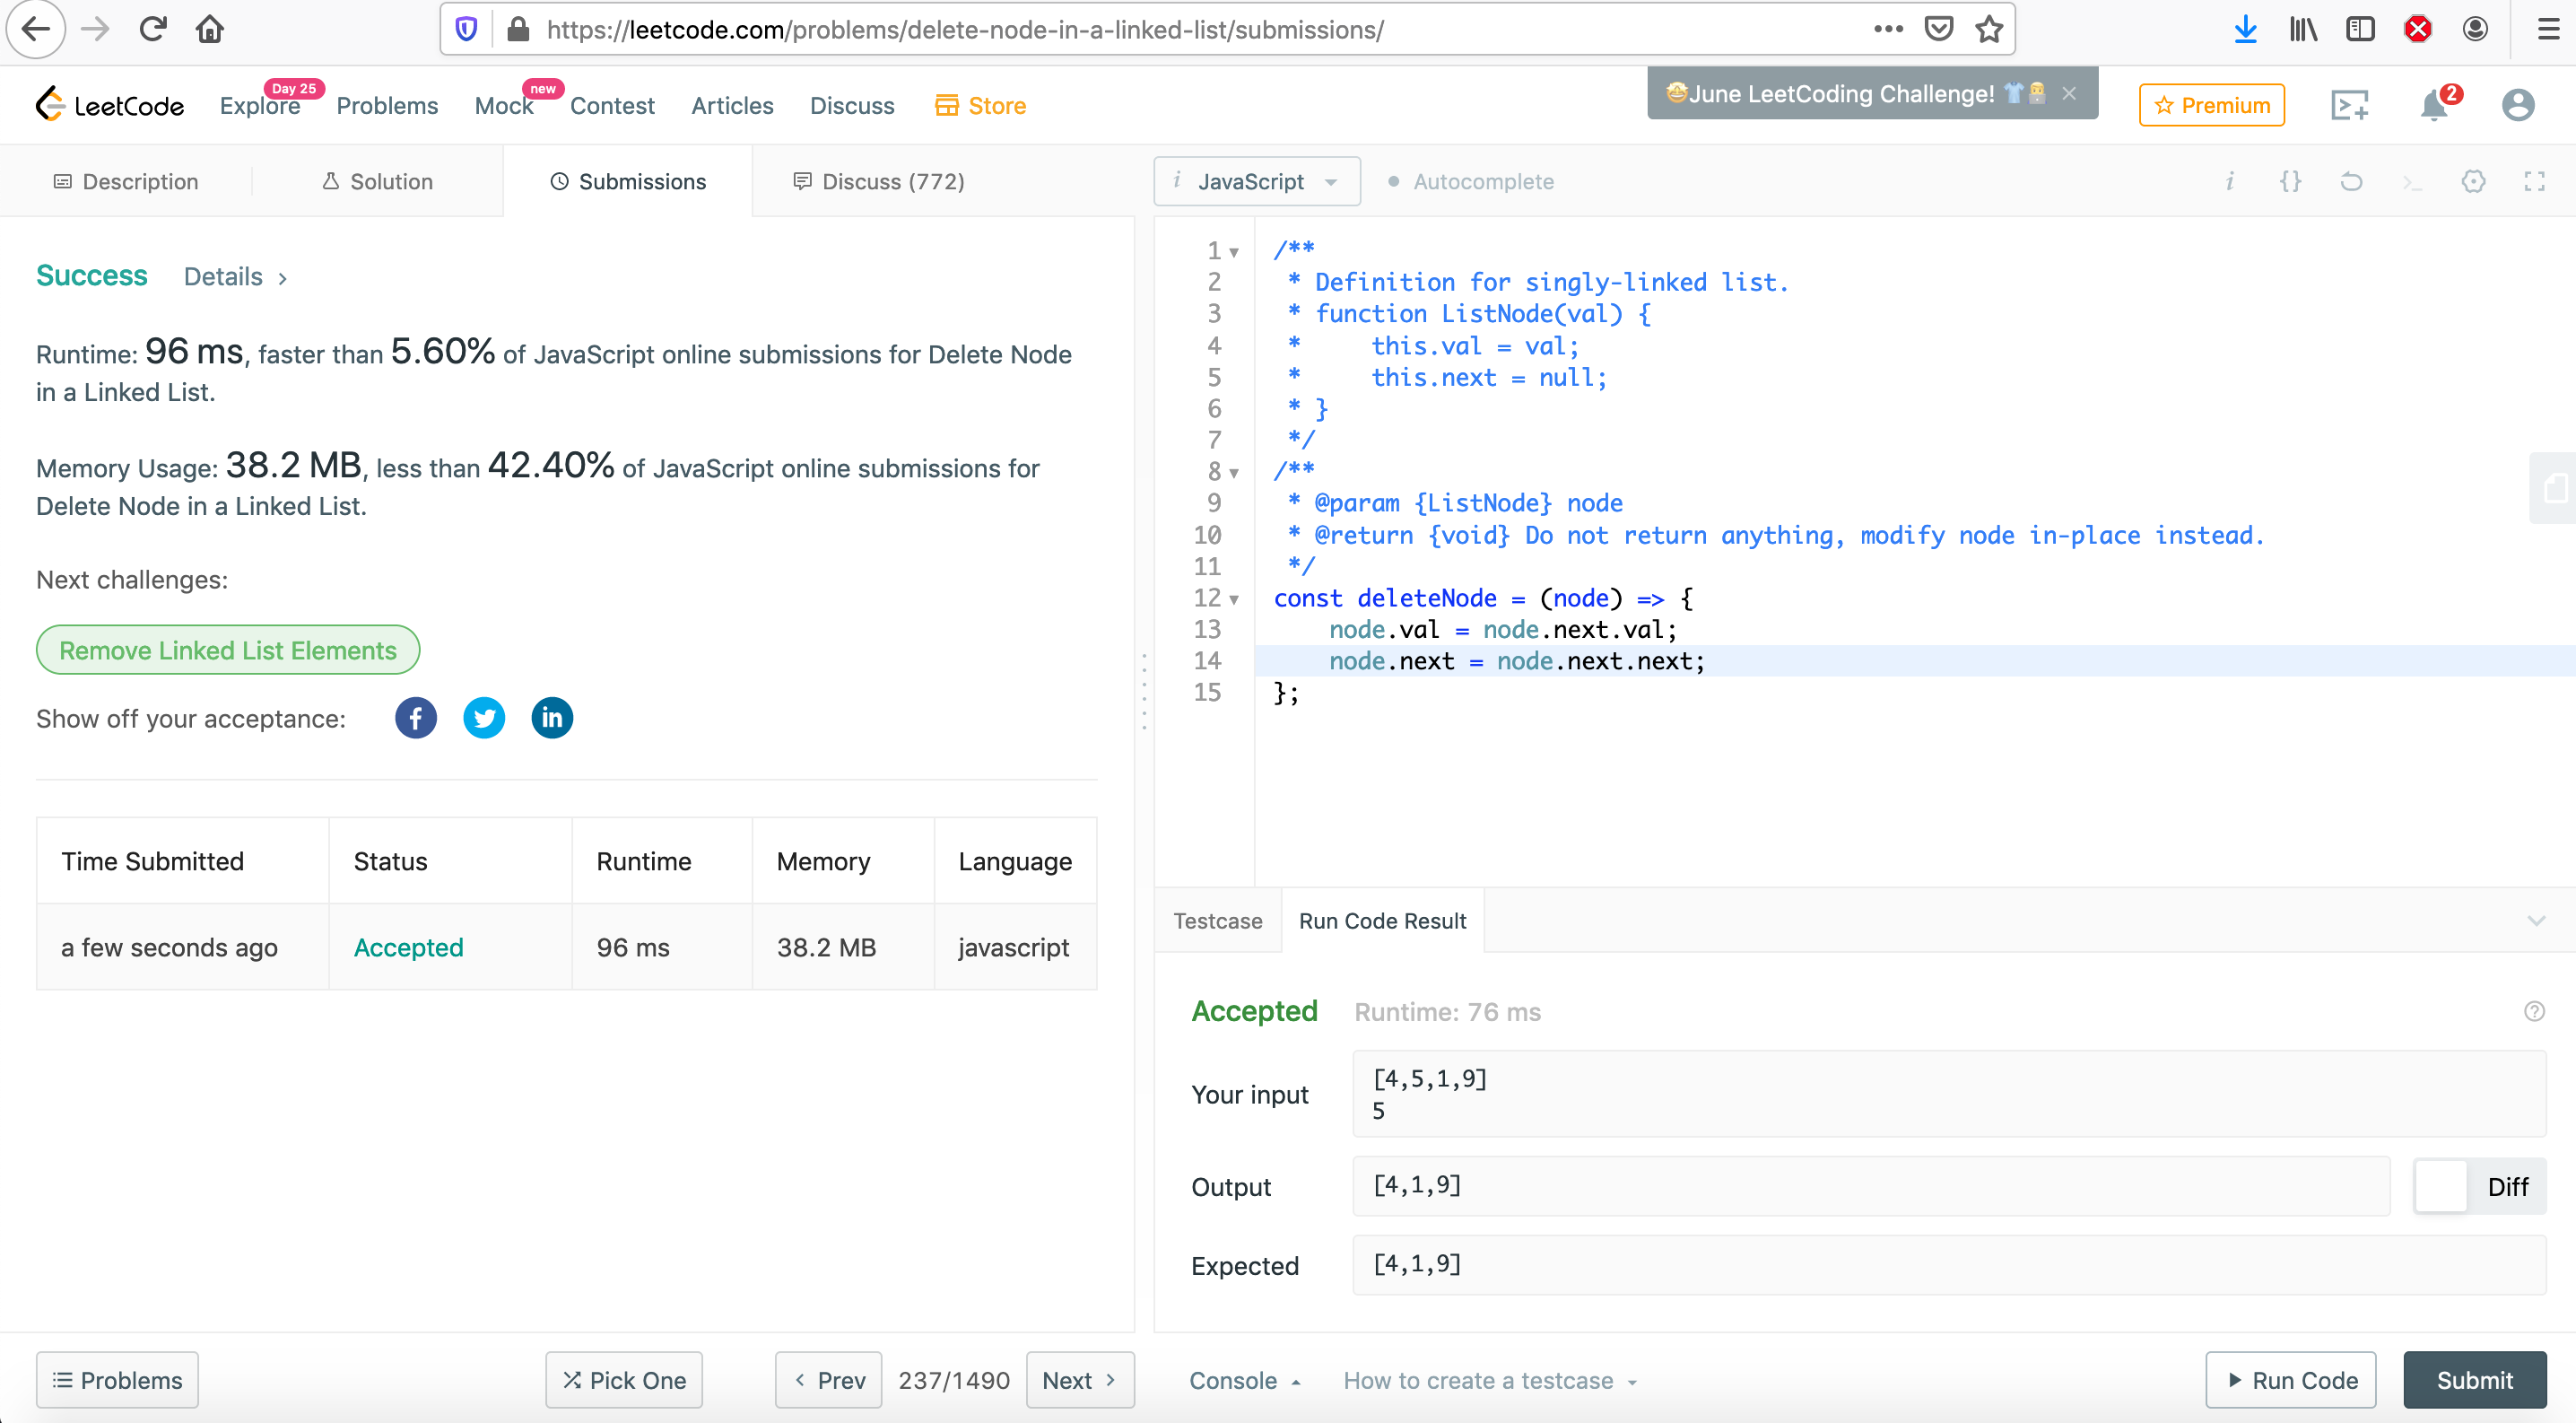 https://leetcode.com/problems/delete-node-in-a-linked-list/submissions/
LeetCode
Explore
Day 25
Problems
Mock
new
Contest
Articles
Discuss
Store
🤩June LeetCoding Challenge!
Premium
2
Description
Solution
Submissions
Discuss (772)
i JavaScript
Autocomplete
i {} >_
Success Details >
Runtime: 96 ms, faster than 5.60% of JavaScript online submissions for Delete Node
in a Linked List.
Memory Usage: 38.2 MB, less than 42.40% of JavaScript online submissions for
Delete Node in a Linked List.
Next challenges:
Remove Linked List Elements
Show off your acceptance:
f in
Time Submitted Status Runtime Memory Language
a few seconds ago Accepted 96 ms 38.2 MB javascript
1 /**
2 * Definition for singly-linked list.
3 * function ListNode(val) {
4 *     this.val = val;
5 *     this.next = null;
6 * }
7 */
8 /**
9 * @param {ListNode} node
10 * @return {void} Do not return anything, modify node in-place instead.
11 */
12 const deleteNode = (node) => {
13     node.val = node.next.val;
14     node.next = node.next.next;
15 };
Testcase Run Code Result
Accepted Runtime: 76 ms
Your input
[4,5,1,9]
5
Output
[4,1,9]
Diff
Expected
[4,1,9]
Problems
Pick One
‹ Prev
237/1490
Next ›
Console
How to create a testcase
Run Code
Submit